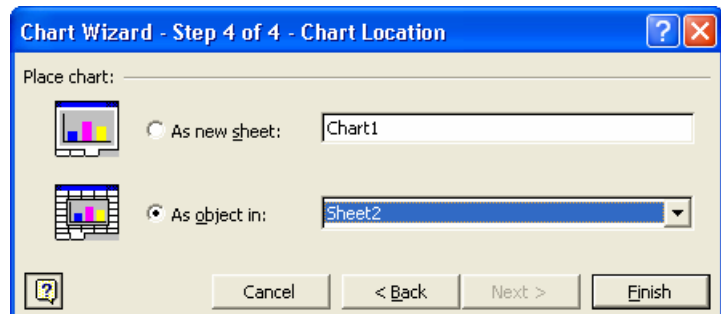 Chart Wizard - Step 4 of 4 - Chart Location
Place chart:
As new sheet: Chart1
As object in: Sheet2
Cancel < Back Next > Finish